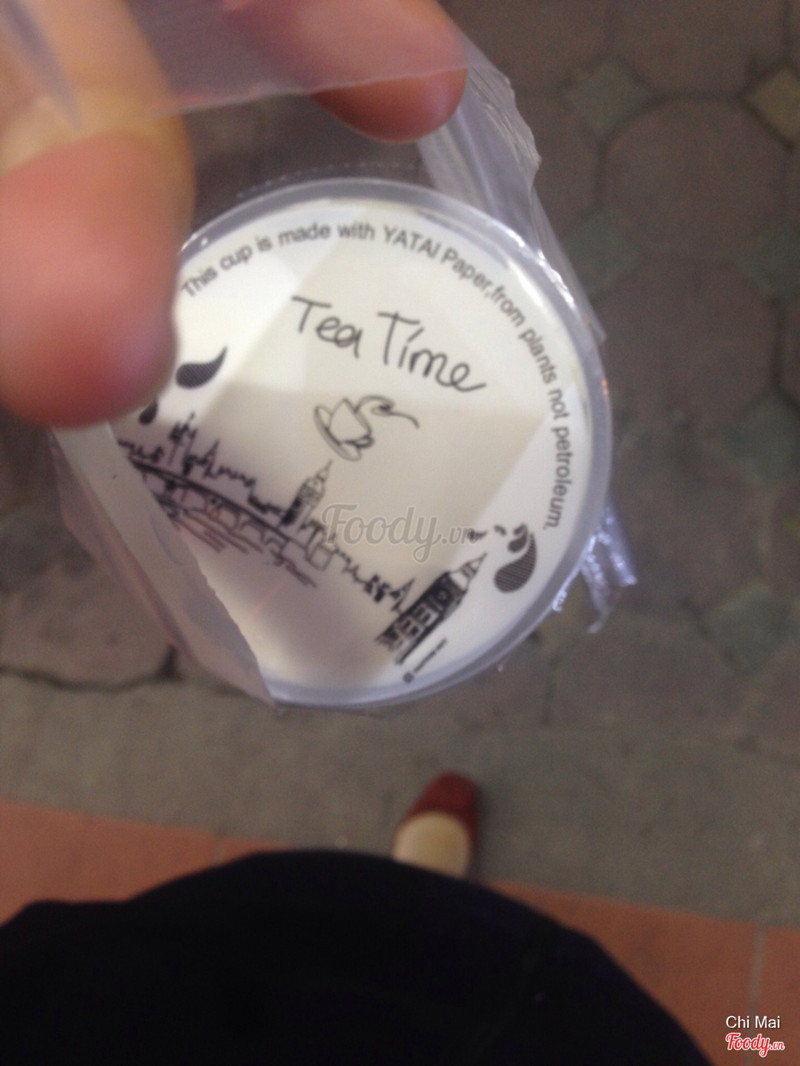 This cup is made with YATAI Paper,from plants not petroleum.
Tea Time
Foody.vn
Chi Mai
Foody.vn